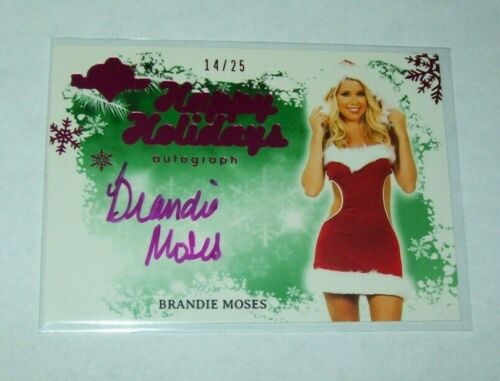 14/25
Happy
Holidays
autograph
Brandie
Moses
BRANDIE MOSES